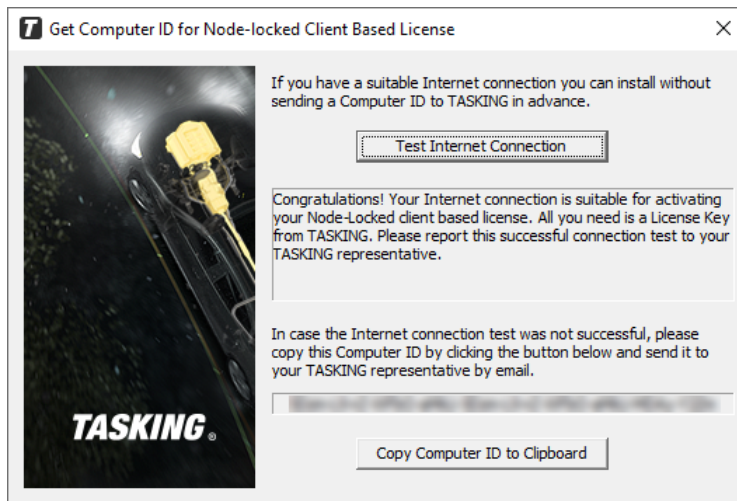 Get Computer ID for Node-locked Client Based License
If you have a suitable Internet connection you can install without
sending a Computer ID to TASKING in advance.
Test Internet Connection
Congratulations! Your Internet connection is suitable for activating
your Node-Locked client based license. All you need is a License Key
from TASKING. Please report this successful connection test to your
TASKING representative.
In case the Internet connection test was not successful, please
copy this Computer ID by clicking the button below and send it to
your TASKING representative by email.
TASKING®
Copy Computer ID to Clipboard